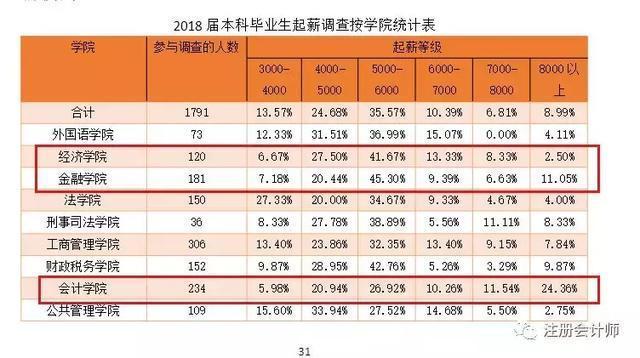 2018 届本科毕业生起薪调查按学院统计表
学院 参与调查的人数 起薪等级
3000-4000 4000-5000 5000-6000 6000-7000 7000-8000 8000 以上
合计 1791 13.57% 24.68% 35.57% 10.39% 6.81% 8.99%
外国语学院 73 12.33% 31.51% 36.99% 15.07% 0.00% 4.11%
经济学院 120 6.67% 27.50% 41.67% 13.33% 8.33% 2.50%
金融学院 181 7.18% 20.44% 45.30% 9.39% 6.63% 11.05%
法学院 150 27.33% 20.00% 34.67% 9.33% 4.67% 4.00%
刑事司法学院 36 8.33% 27.78% 38.89% 5.56% 11.11% 8.33%
工商管理学院 306 13.40% 23.86% 32.35% 13.40% 9.15% 7.84%
财政税务学院 152 9.87% 28.95% 42.76% 5.26% 3.29% 9.87%
会计学院 234 5.98% 20.94% 26.92% 10.26% 11.54% 24.36%
公共管理学院 109 15.60% 33.94% 27.52% 14.68% 5.50% 2.75%
注册会计师
31